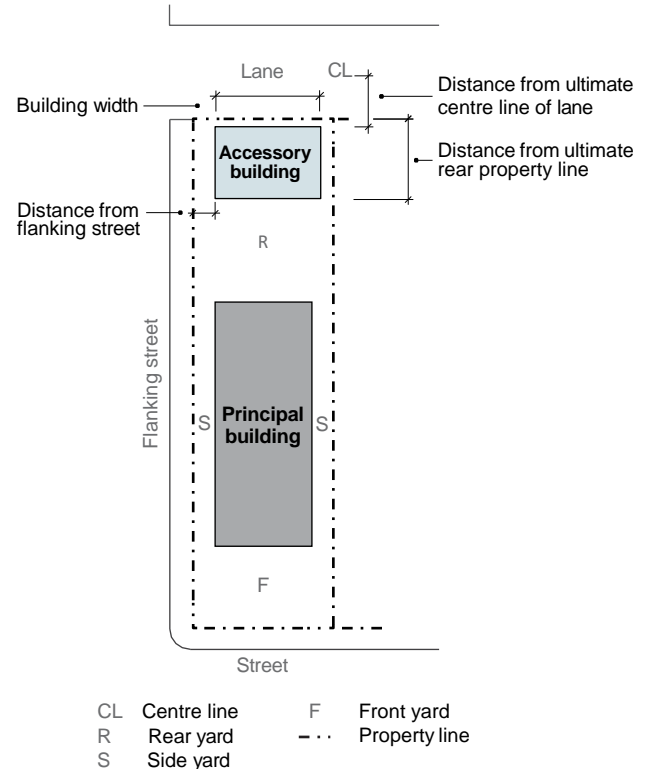 Lane
CL
Building width
Distance from ultimate
centre line of lane
Accessory
building
Distance from ultimate
rear property line
Distance from
flanking street
R
Flanking street
S
Principal
building
S
F
Street
CL Centre line
F Front yard
R Rear yard
Property line
S Side yard